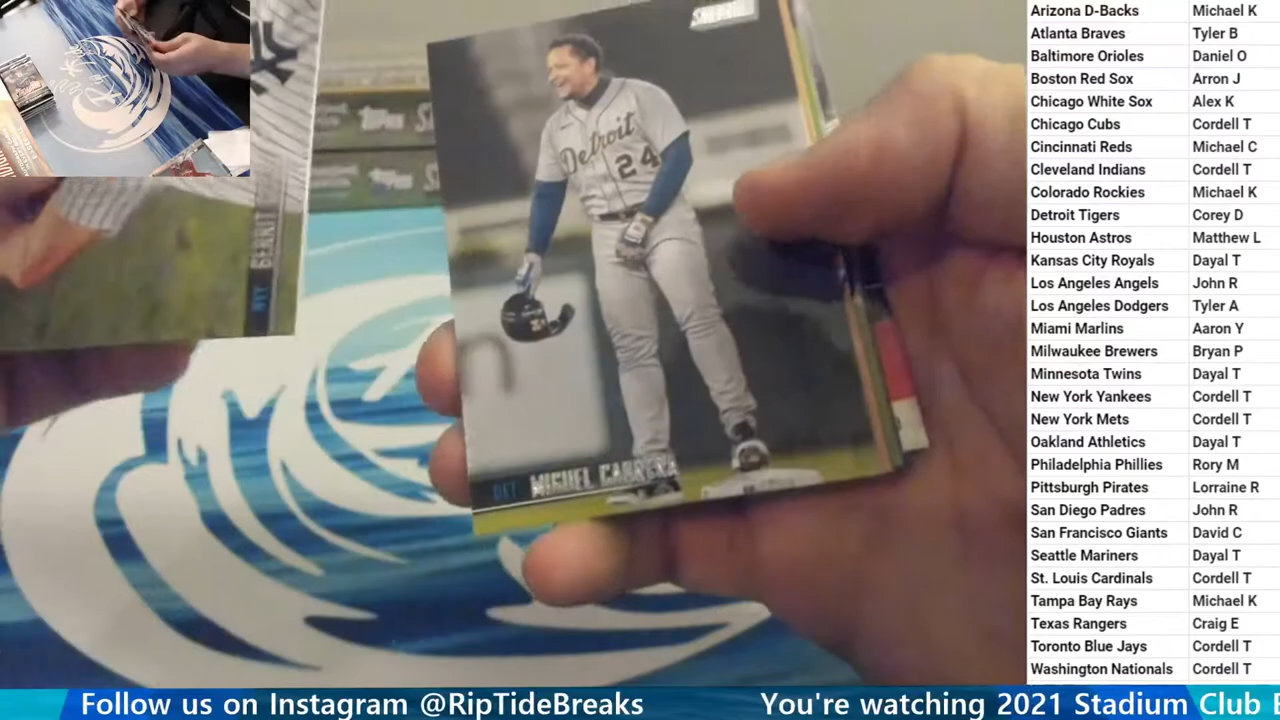 Arizona D-Backs Michael K
Atlanta Braves Tyler B
Baltimore Orioles Daniel O
Boston Red Sox Arron J
Chicago White Sox Alex K
Chicago Cubs Cordell T
Cincinnati Reds Michael C
Cleveland Indians Cordell T
Colorado Rockies Michael K
Detroit Tigers Corey D
Houston Astros Matthew L
Kansas City Royals Dayal T
Los Angeles Angels John R
Los Angeles Dodgers Tyler A
Miami Marlins Aaron Y
Milwaukee Brewers Bryan P
Minnesota Twins Dayal T
New York Yankees Cordell T
New York Mets Cordell T
Oakland Athletics Dayal T
Philadelphia Phillies Rory M
Pittsburgh Pirates Lorraine R
San Diego Padres John R
San Francisco Giants David C
Seattle Mariners Dayal T
St. Louis Cardinals Cordell T
Tampa Bay Rays Michael K
Texas Rangers Craig E
Toronto Blue Jays Cordell T
Washington Nationals Cordell T
Detroit
24
DET MIGUEL CABRERA
Follow us on Instagram @RipTideBreaks You're watching 2021 Stadium Club